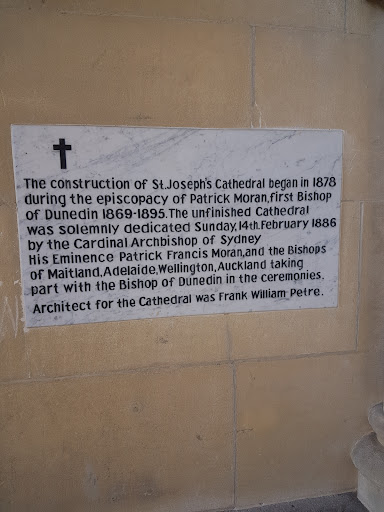 The construction of St.Joseph's Cathedral began in 1878
during the episcopacy of Patrick Moran,first Bishop
of Dunedin 1869-1895.The unfinished Cathedral
was solemnly dedicated Sunday,14th.February 1886
by the Cardinal Archbishop of Sydney
His Eminence Patrick Francis Moran,and the Bishops
of Maitland,Adelaide,Wellington,Auckland taking
part with the Bishop of Dunedin in the ceremonies.
Architect for the Cathedral was Frank William Petre.